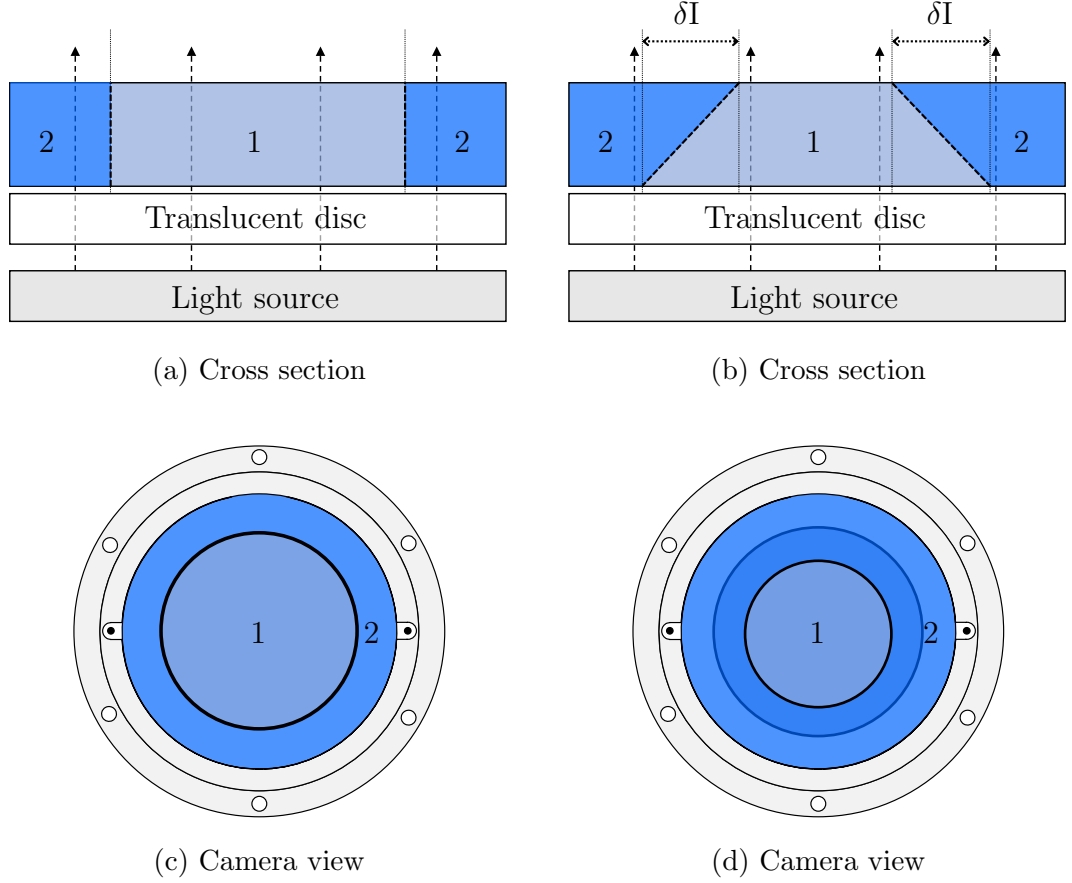 δI δI
2 1 2
2 1 2
Translucent disc
Translucent disc
Light source
Light source
(a) Cross section
(b) Cross section
1 2
1 2
(c) Camera view
(d) Camera view